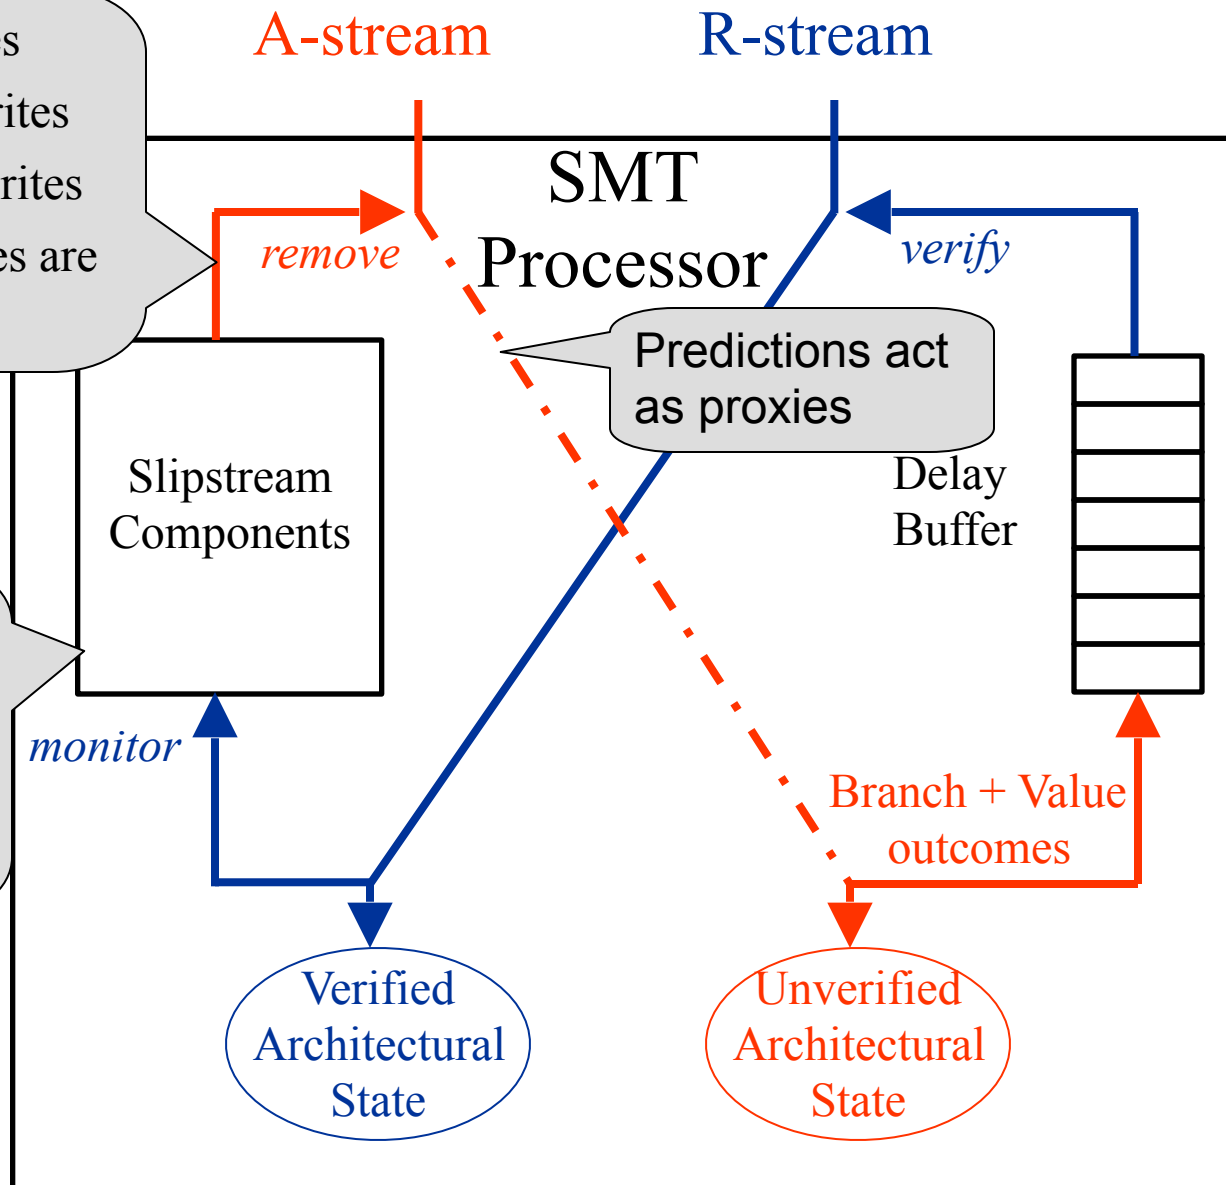 A-stream
R-stream
SMT
Processor
are
remove
verify
Predictions act
as proxies
Slipstream
Components
Delay
Buffer
monitor
Branch + Value
outcomes
Verified
Architectural
State
Unverified
Architectural
State